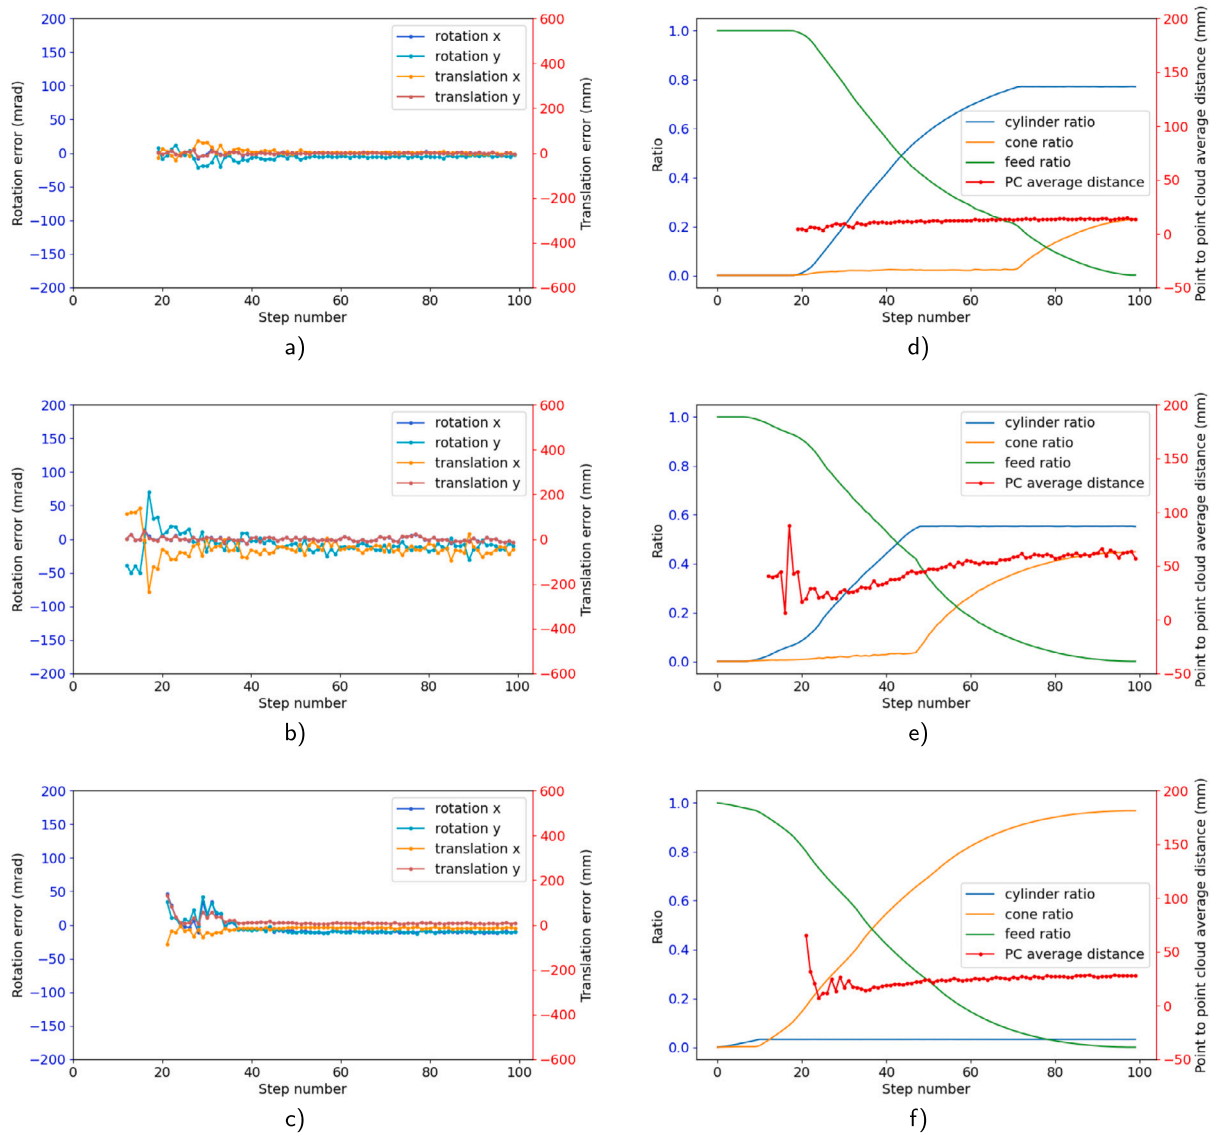 200
150
100
50
0
−50
−100
−150
−200
Rotation error (mrad)
600
400
200
0
−200
−400
−600
Translation error (mm)
rotation x
rotation y
translation x
translation y
0 20 40 60 80 100
Step number
a)
1.0
0.8
0.6
0.4
0.2
0.0
Ratio
200
150
100
50
0
−50
Point to point cloud average distance (mm)
cylinder ratio
cone ratio
feed ratio
PC average distance
0 20 40 60 80 100
Step number
d)
200
150
100
50
0
−50
−100
−150
−200
Rotation error (mrad)
600
400
200
0
−200
−400
−600
Translation error (mm)
rotation x
rotation y
translation x
translation y
0 20 40 60 80 100
Step number
b)
1.0
0.8
0.6
0.4
0.2
0.0
Ratio
200
150
100
50
0
−50
Point to point cloud average distance (mm)
cylinder ratio
cone ratio
feed ratio
PC average distance
0 20 40 60 80 100
Step number
e)
200
150
100
50
0
−50
−100
−150
−200
Rotation error (mrad)
600
400
200
0
−200
−400
−600
Translation error (mm)
rotation x
rotation y
translation x
translation y
0 20 40 60 80 100
Step number
c)
1.0
0.8
0.6
0.4
0.2
0.0
Ratio
200
150
100
50
0
−50
Point to point cloud average distance (mm)
cylinder ratio
cone ratio
feed ratio
PC average distance
0 20 40 60 80 100
Step number
f)